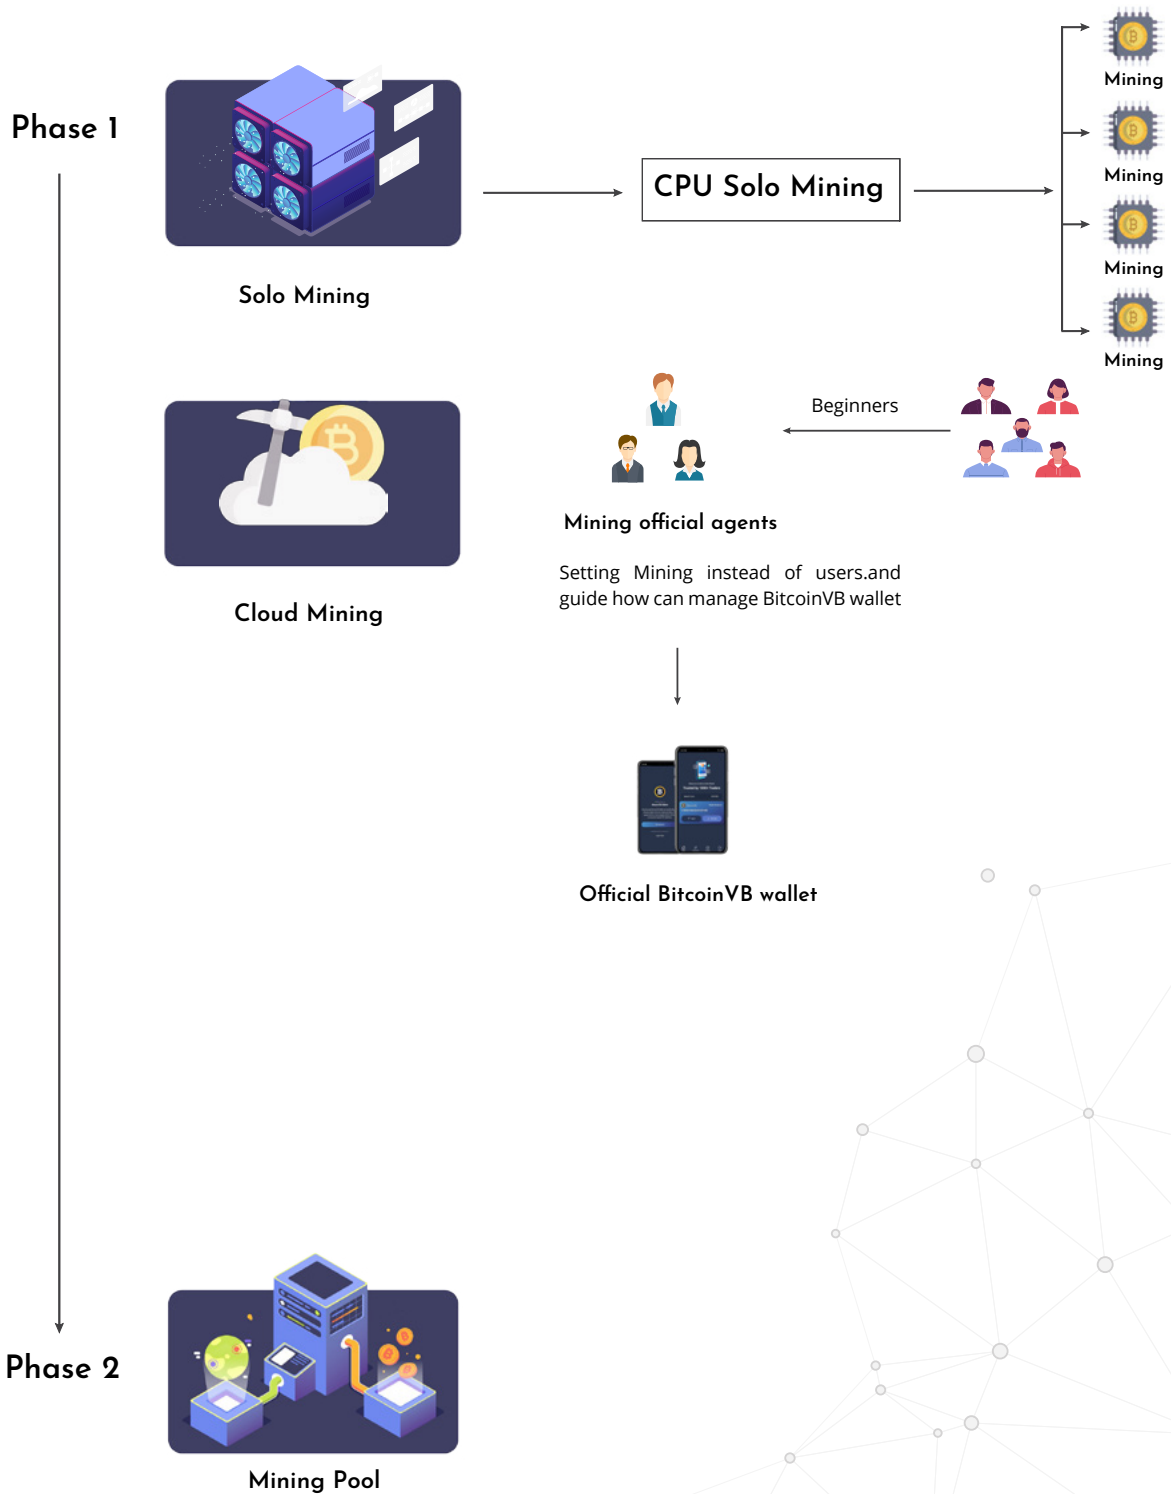 Phase 1
Solo Mining
CPU Solo Mining
Mining
Mining
Mining
Mining
Cloud Mining
Beginners
Mining official agents
Setting Mining instead of users.and
guide how can manage BitcoinVB wallet
Official BitcoinVB wallet
Phase 2
Mining Pool